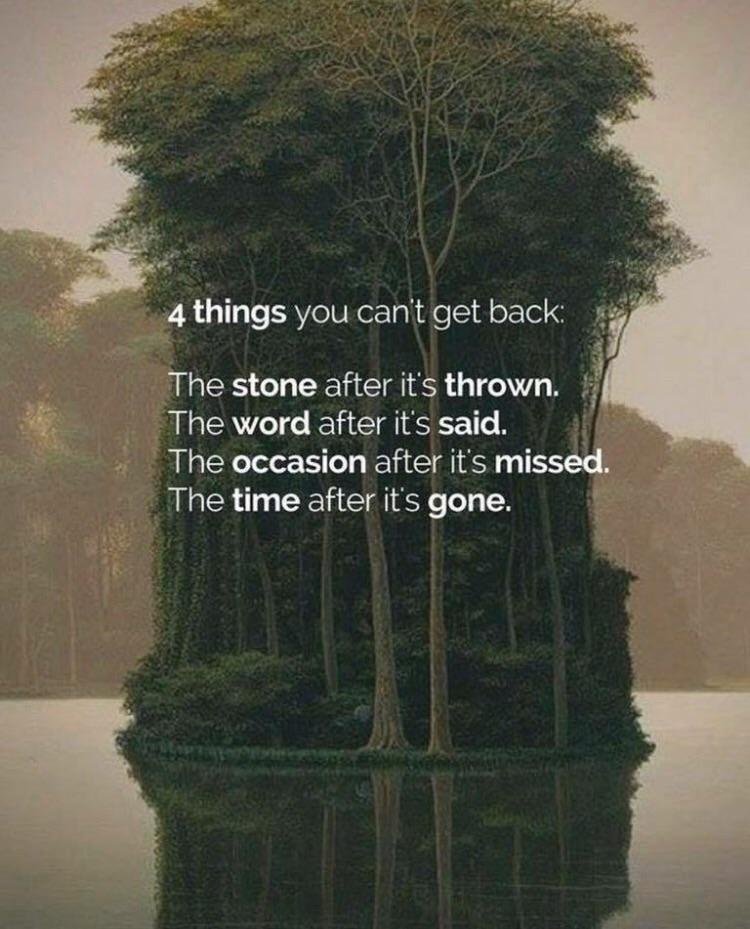 4 things you can't get back:
The stone after it's thrown.
The word after it's said.
The occasion after it's missed.
The time after it's gone.